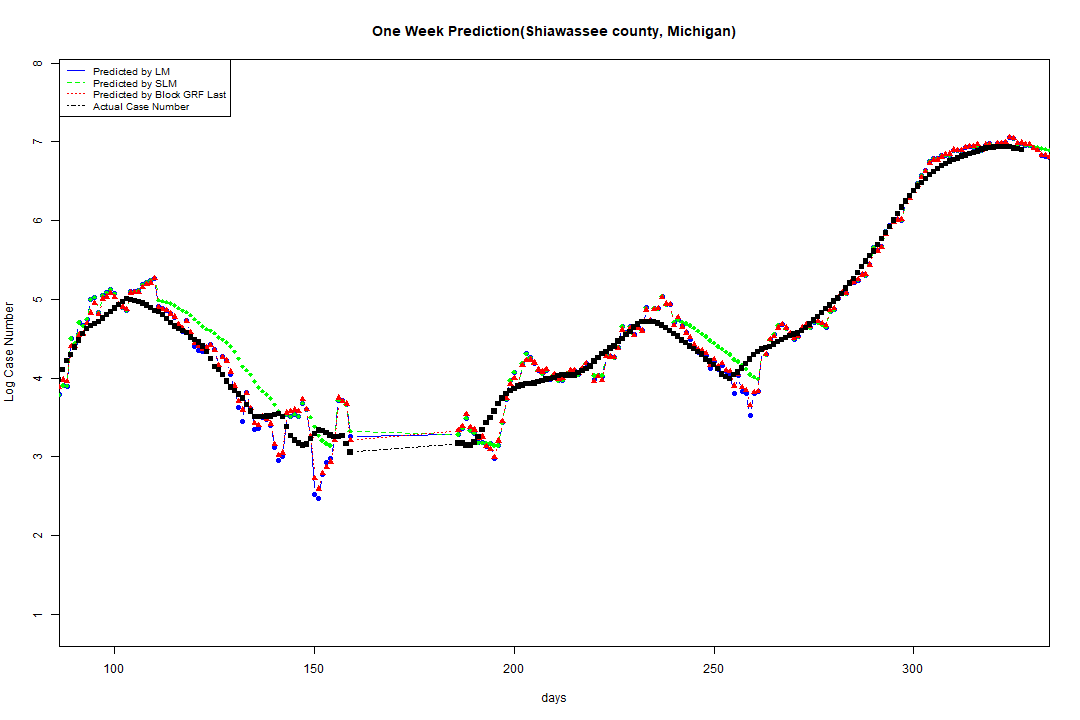 One Week Prediction(Shiawassee county, Michigan)
Predicted by LM
Predicted by SLM
Predicted by Block GRF Last
Actual Case Number
8
7
6
5
4
3
2
1
Log Case Number
100 150 200 250 300
days